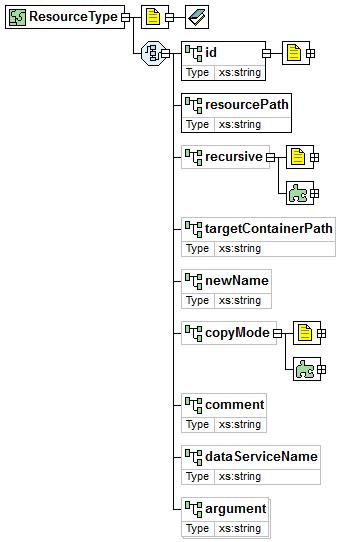 ResourceType
id
Type xs:string
resourcePath
Type xs:string
recursive
targetContainerPath
Type xs:string
newName
Type xs:string
copyMode
comment
Type xs:string
dataServiceName
Type xs:string
argument
Type xs:string